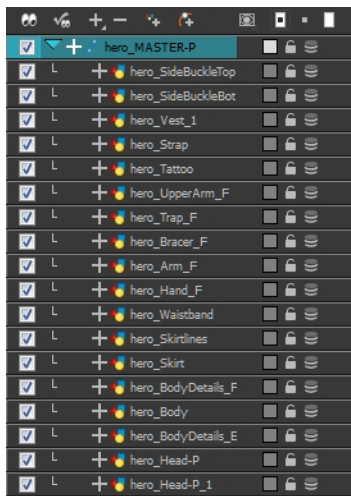 hero_MASTER-P
hero_SideBuckleTop
hero_SideBuckleBot
hero_Vest_1
hero_Strap
hero_Tattoo
hero_UpperArm_F
hero_Trap_F
hero_Bracer_F
hero_Arm_F
hero_Hand_F
hero_Waistband
hero_Skirtlines
hero_Skirt
hero_BodyDetails_F
hero_Body
hero_BodyDetails_E
hero_Head-P
hero_Head-P_1